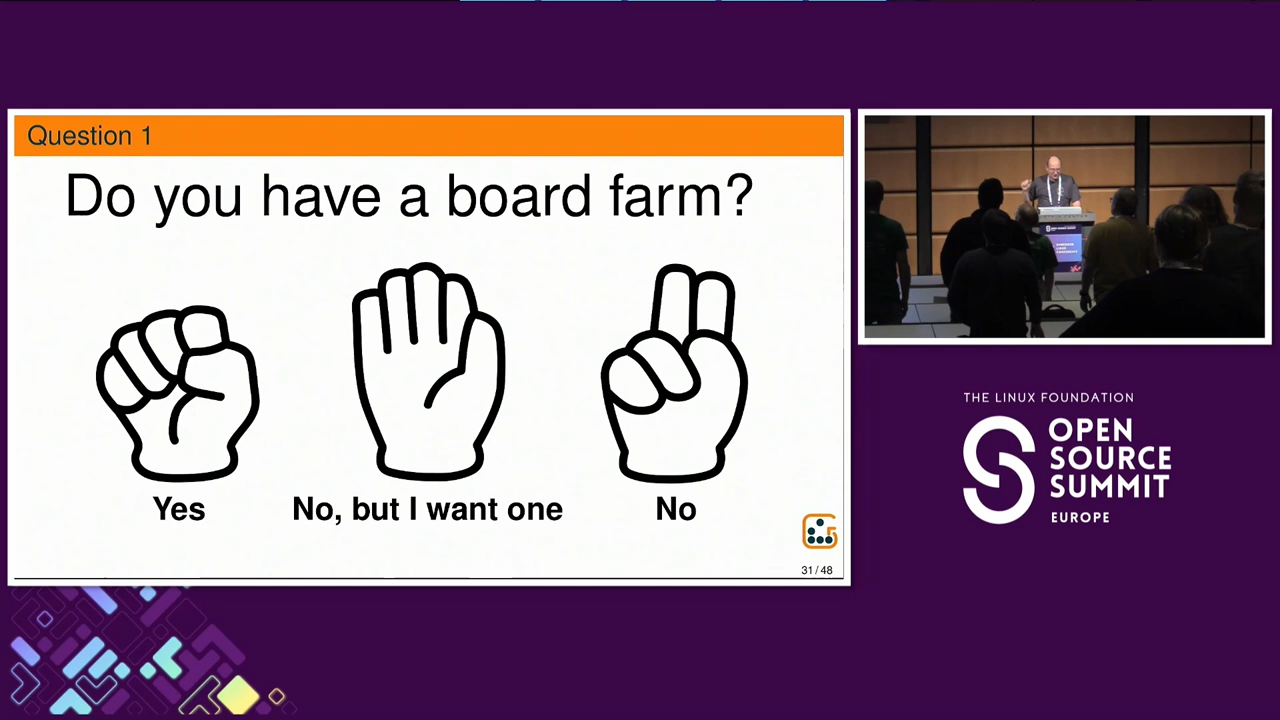 Question 1
Do you have a board farm?
Yes
No, but I want one
No
31 / 48
THE LINUX FOUNDATION
OPEN
SOURCE
SUMMIT
EUROPE